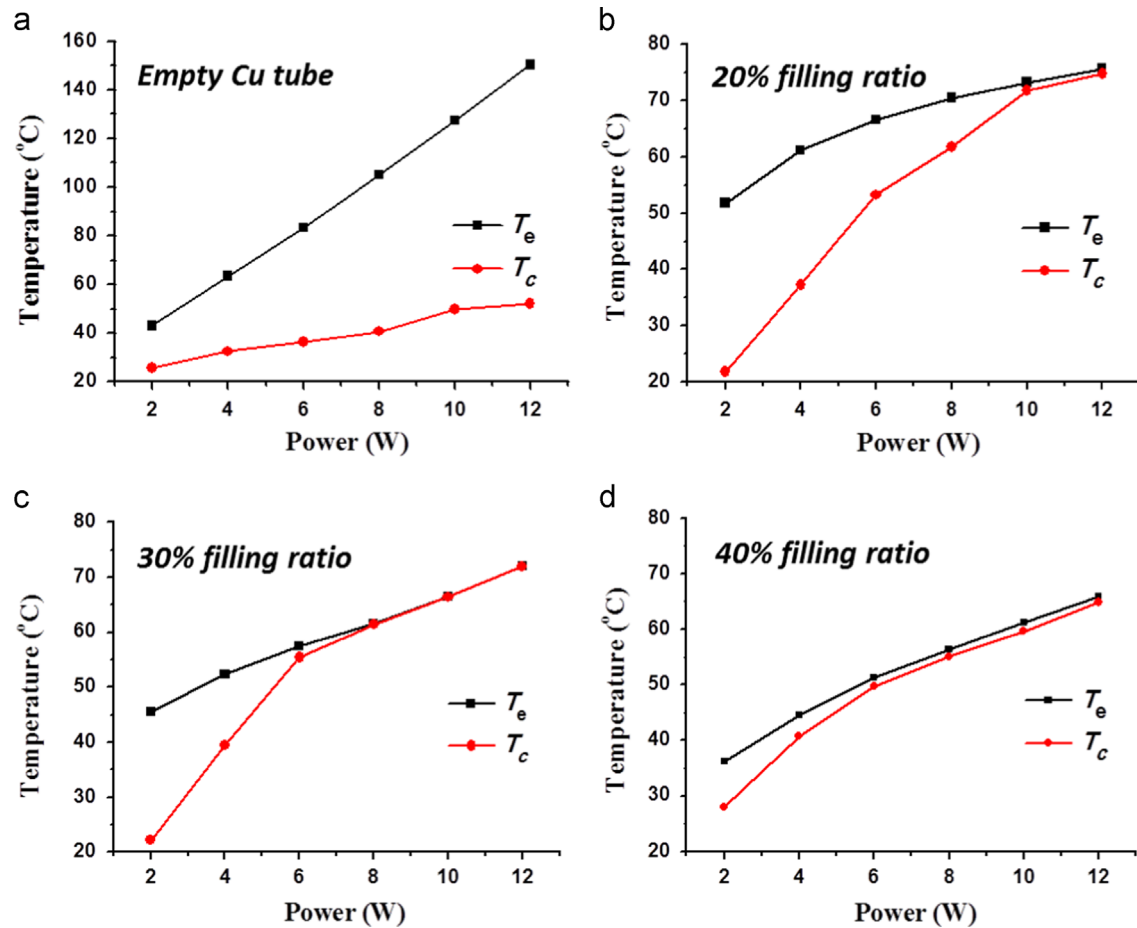 a
Empty Cu tube
Temperature (°C)
160
140
120
100
80
60
40
20
Te
Tc
2 4 6 8 10 12
Power (W)
b
20% filling ratio
Temperature (°C)
80
70
60
50
40
30
20
Te
Tc
2 4 6 8 10 12
Power (W)
c
30% filling ratio
Temperature (°C)
80
70
60
50
40
30
20
Te
Tc
2 4 6 8 10 12
Power (W)
d
40% filling ratio
Temperature (°C)
80
70
60
50
40
30
20
Te
Tc
2 4 6 8 10 12
Power (W)